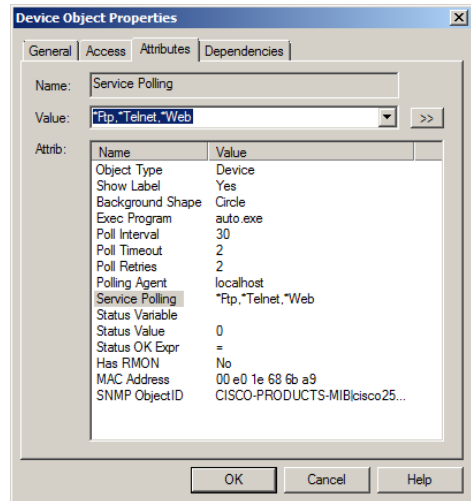 Device Object Properties
General Access Attributes Dependencies
Name: Service Polling
Value: *Ftp,*Telnet,*Web >>
Attrib: Name Value
Object Type Device
Show Label Yes
Background Shape Circle
Exec Program auto.exe
Poll Interval 30
Poll Timeout 2
Poll Retries 2
Polling Agent localhost
Service Polling *Ftp,*Telnet,*Web
Status Variable
Status Value 0
Status OK Expr =
Has RMON No
MAC Address 00 e0 1e 68 6b a9
SNMP ObjectID CISCO-PRODUCTS-MIB|cisco25...
OK Cancel Help